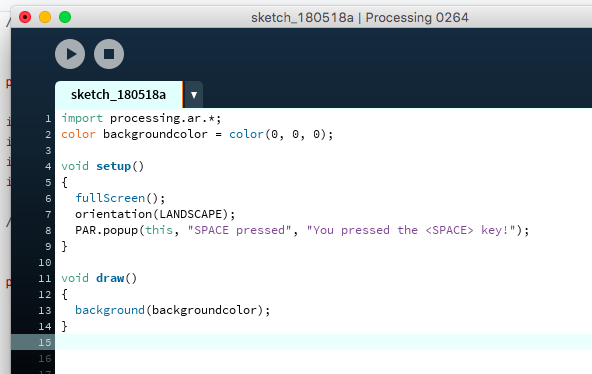 sketch_180518a | Processing 0264
sketch_180518a ▼
1 import processing.ar.*;
2 color backgroundcolor = color(0, 0, 0);
3
4 void setup()
5 {
6   fullScreen();
7   orientation(LANDSCAPE);
8   PAR.popup(this, "SPACE pressed", "You pressed the <SPACE> key!");
9 }
10
11 void draw()
12 {
13   background(backgroundcolor);
14 }
15
16
17